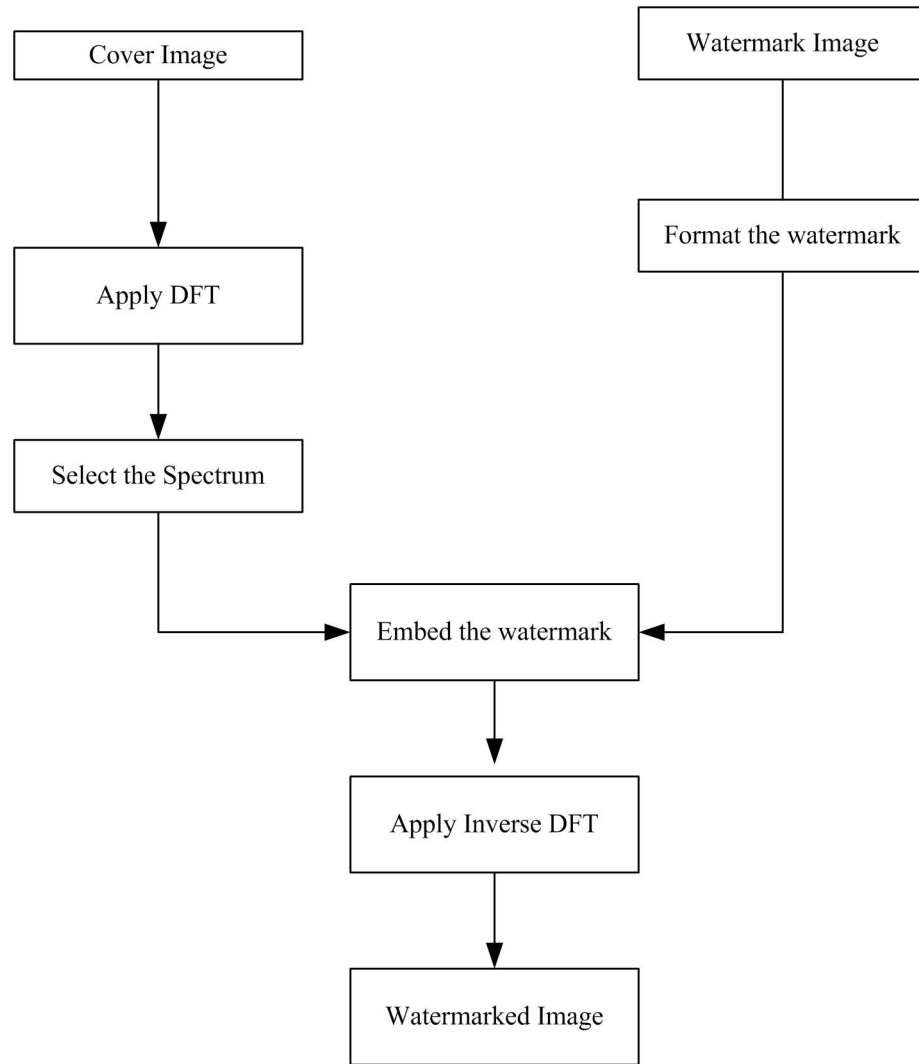 Cover Image
Watermark Image
Format the watermark
Apply DFT
Select the Spectrum
Embed the watermark
Apply Inverse DFT
Watermarked Image